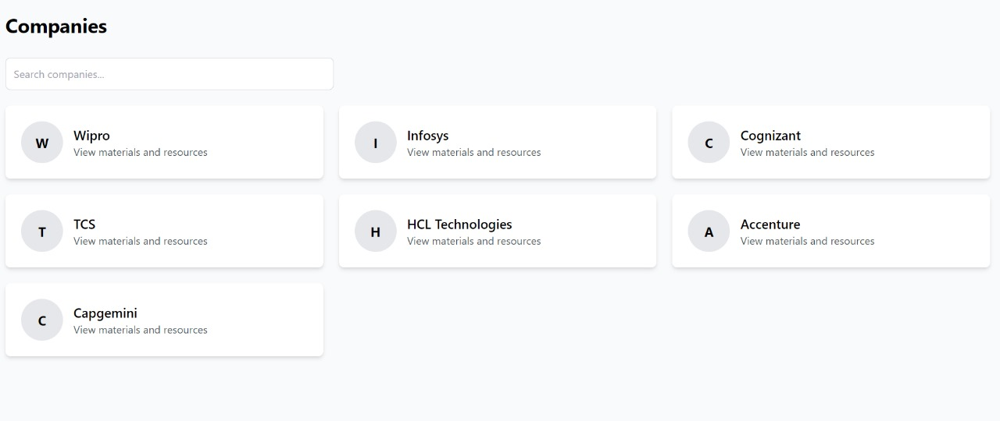 Companies
Search companies...
W
Wipro
View materials and resources
I
Infosys
View materials and resources
C
Cognizant
View materials and resources
T
TCS
View materials and resources
H
HCL Technologies
View materials and resources
A
Accenture
View materials and resources
C
Capgemini
View materials and resources